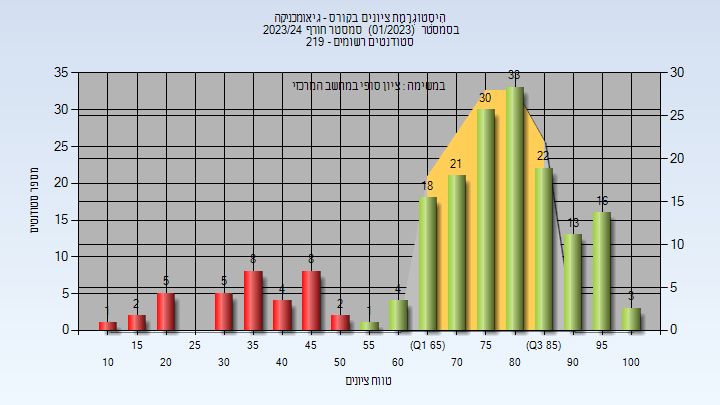 היסטוגרמת ציונים בקורס - גיאומכניקה
בסמסטר (01/2023) סמסטר חורף 2023/24
סטודנטים רשומים - 219
במשימה : ציון סופי במחשב המרכזי
מספר סטודנטים
35 30 25 20 15 10 5 0
30 25 20 15 10 5 0
1 2 5 5 8 4 8 2 1 4 18 21 30 33 22 13 16 3
15 25 35 45 55 (Q1 65) 75 (Q3 85) 95
10 20 30 40 50 60 70 80 90 100
טווח ציונים